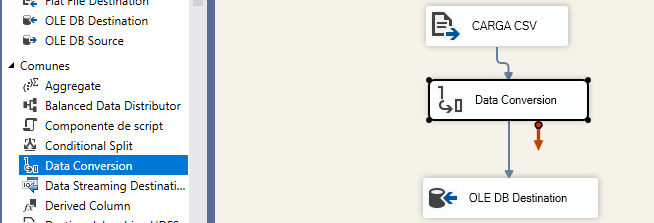 Flat File Destination
OLE DB Destination
OLE DB Source
Comunes
Aggregate
Balanced Data Distributor
Componente de script
Conditional Split
Data Conversion
Data Streaming Destinati...
Derived Column
CARGA CSV
Data Conversion
OLE DB Destination